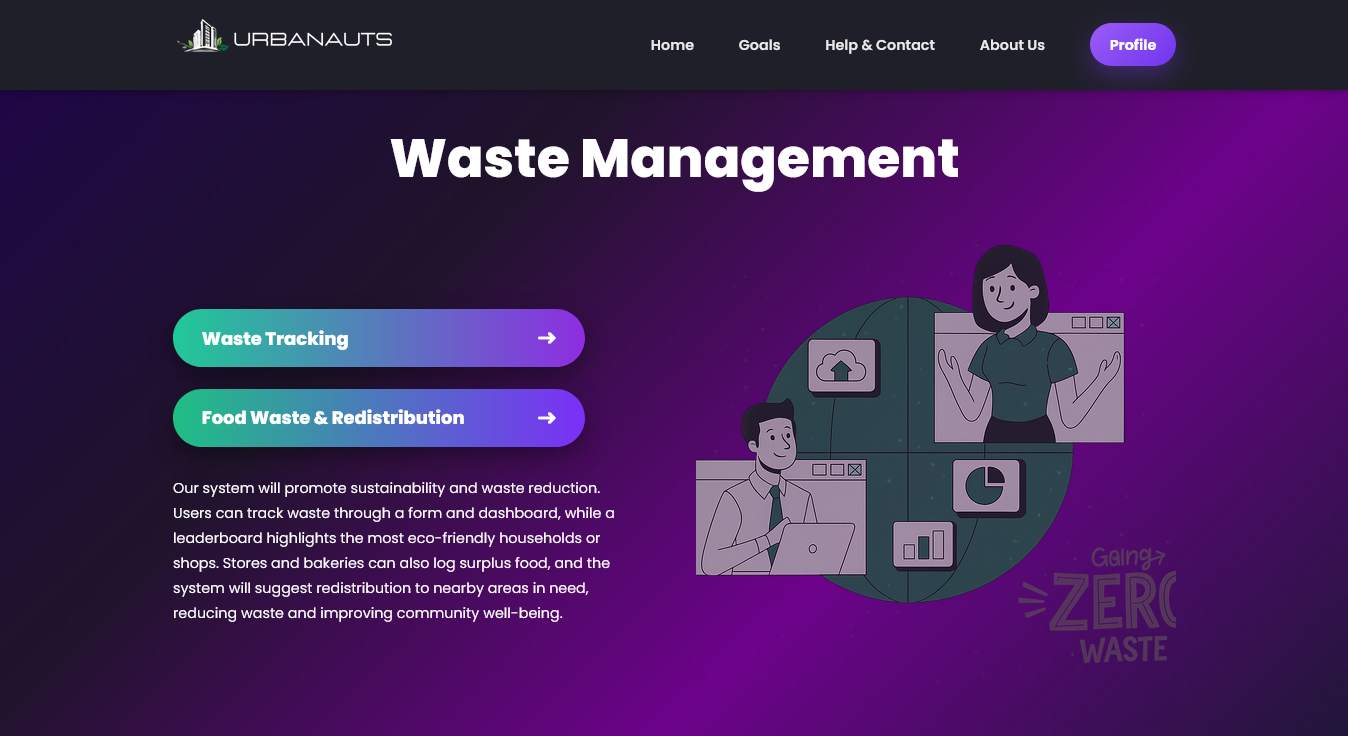 URBANAUTS
Home Goals Help & Contact About Us Profile
Waste Management
Waste Tracking
Food Waste & Redistribution
Our system will promote sustainability and waste reduction.
Users can track waste through a form and dashboard, while a
leaderboard highlights the most eco-friendly households or
shops. Stores and bakeries can also log surplus food, and the
system will suggest redistribution to nearby areas in need,
reducing waste and improving community well-being.
Going
ZERO
WASTE